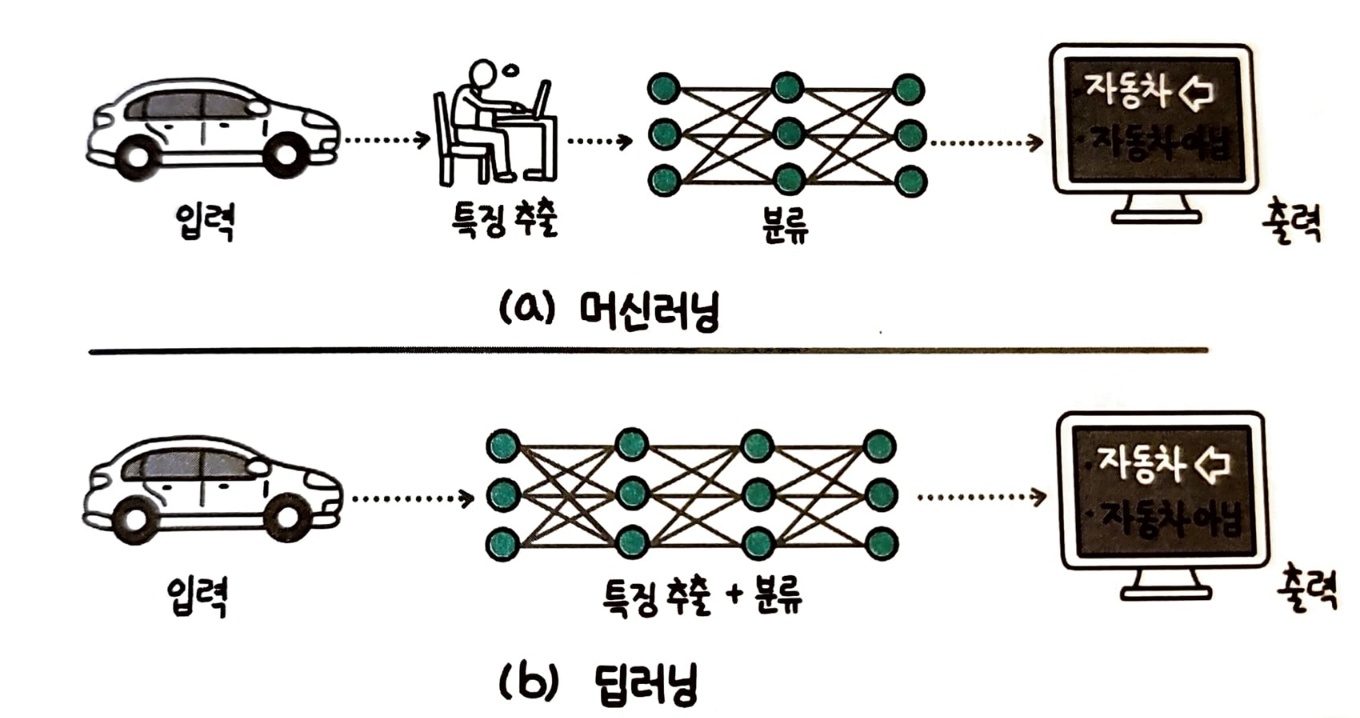 자동차 ⇦
· 자동차 아님
입력
특징 추출
분류
출력
(a) 머신러닝
· 자동차 ⇦
· 자동차 아님
입력
특징 추출 + 분류
출력
(b) 딥러닝